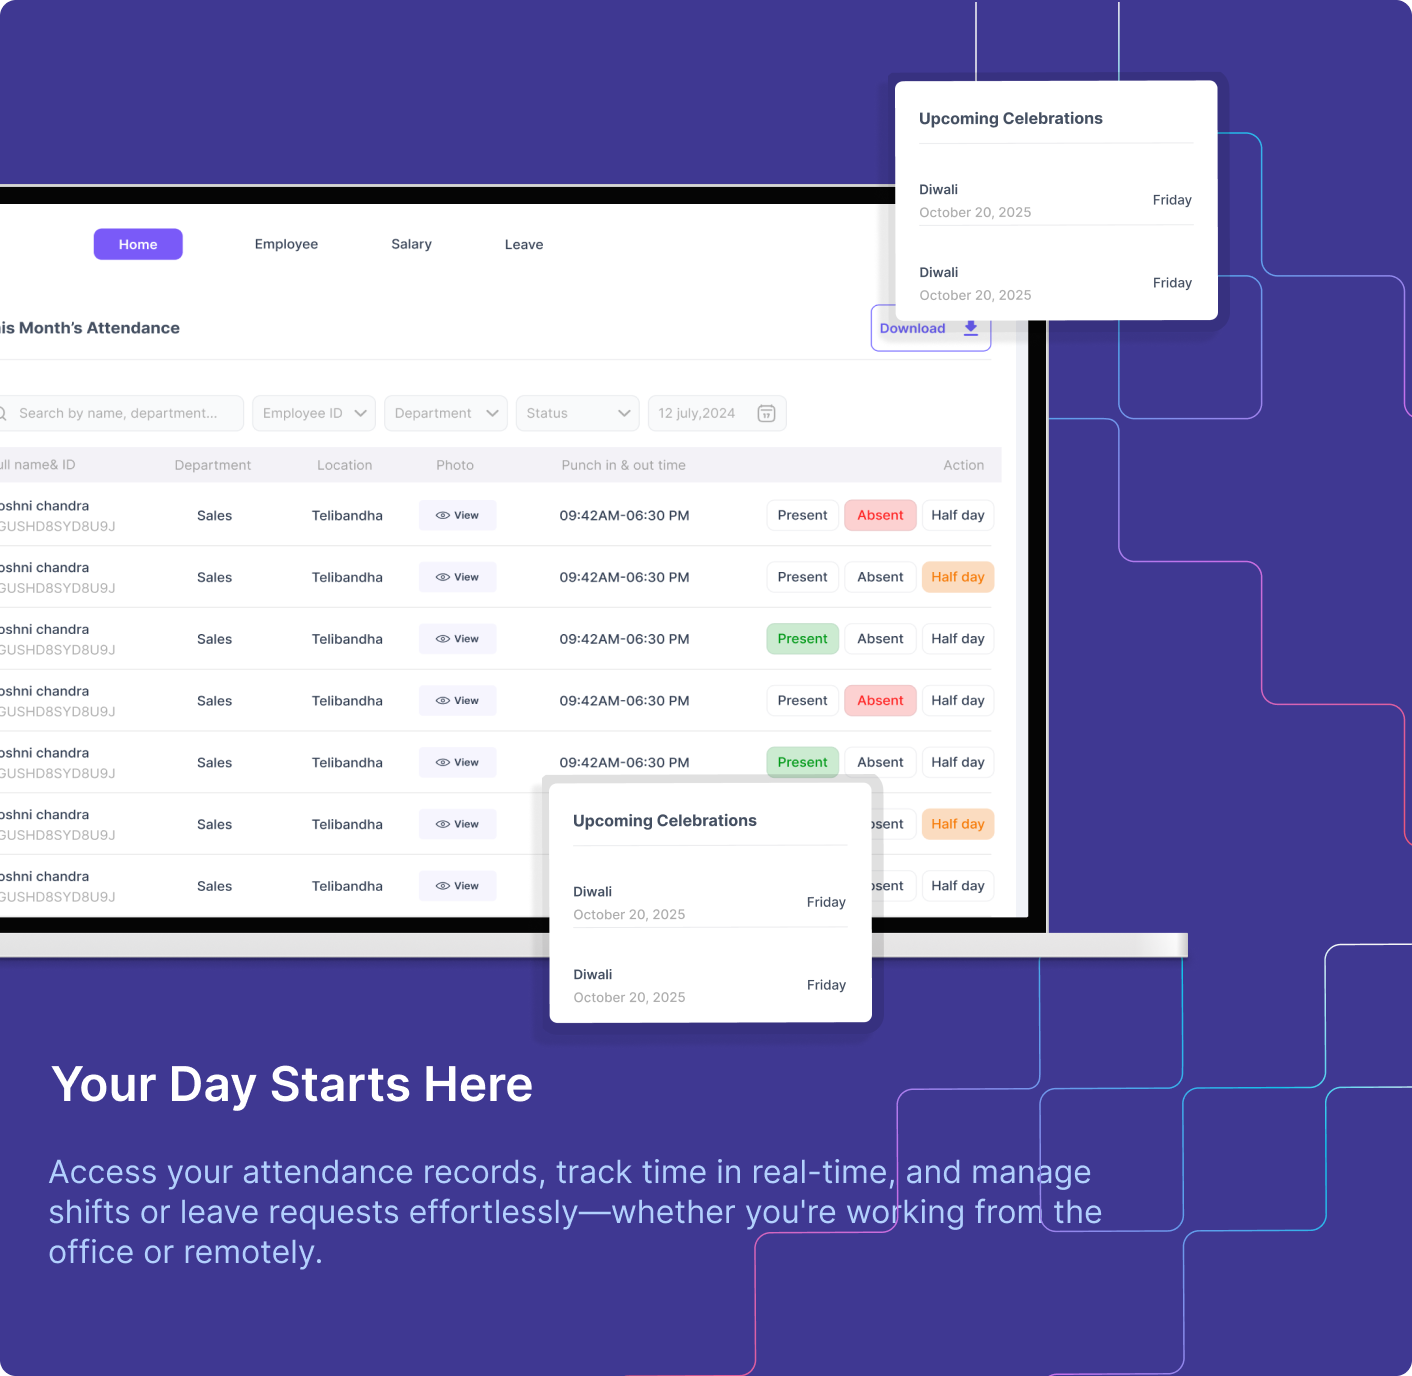 Upcoming Celebrations
Diwali
October 20, 2025
Friday
Diwali
October 20, 2025
Friday
Home Employee Salary Leave
is Month's Attendance
Download
Search by name, department... Employee ID Department Status 12 july,2024 17
ull name& ID Department Location Photo Punch in & out time Action
oshni chandra
GUSHD8SYD8U9J
Sales Telibandha View 09:42AM-06:30 PM Present Absent Half day
oshni chandra
GUSHD8SYD8U9J
Sales Telibandha View 09:42AM-06:30 PM Present Absent Half day
oshni chandra
GUSHD8SYD8U9J
Sales Telibandha View 09:42AM-06:30 PM Present Absent Half day
oshni chandra
GUSHD8SYD8U9J
Sales Telibandha View 09:42AM-06:30 PM Present Absent Half day
oshni chandra
GUSHD8SYD8U9J
Sales Telibandha View 09:42AM-06:30 PM Present Absent Half day
oshni chandra
GUSHD8SYD8U9J
Sales Telibandha View bsent Half day
oshni chandra
GUSHD8SYD8U9J
Sales Telibandha View bsent Half day
Upcoming Celebrations
Diwali
October 20, 2025
Friday
Diwali
October 20, 2025
Friday
Your Day Starts Here
Access your attendance records, track time in real-time, and manage
shifts or leave requests effortlessly—whether you're working from the
office or remotely.